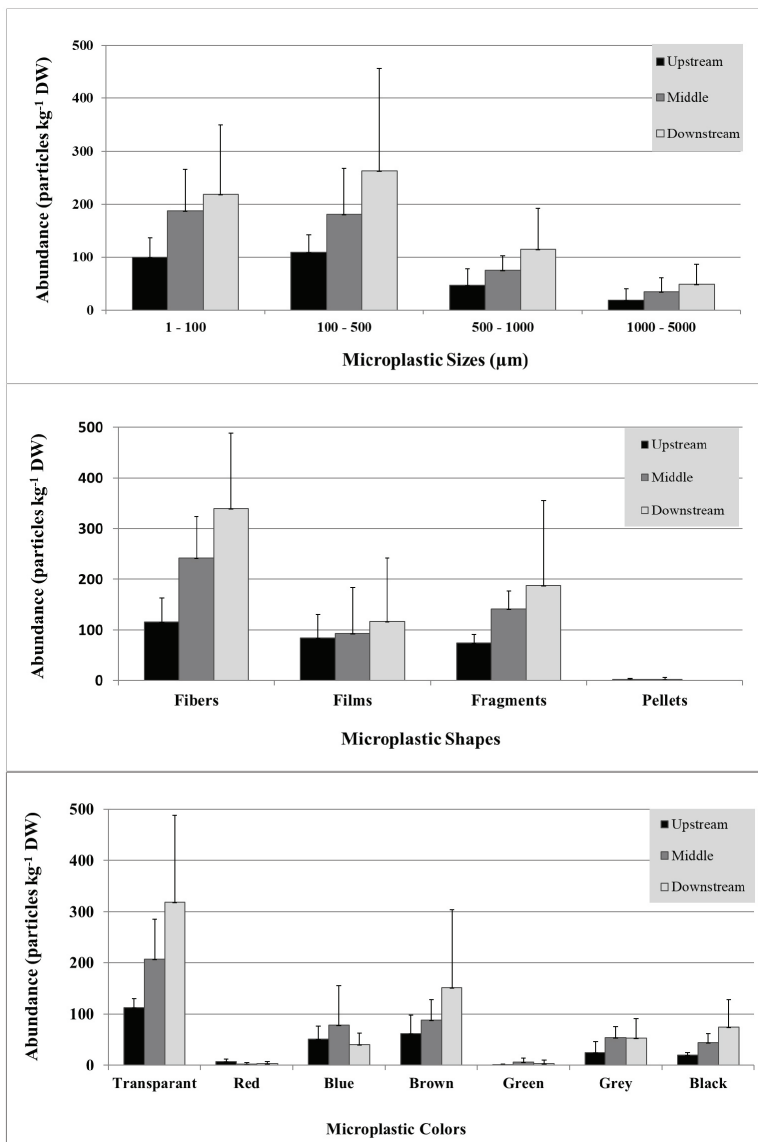 500
400
300
200
100
0
Abundance (particles kg-1 DW)
Upstream
Middle
Downstream
1 - 100
100 - 500
500 - 1000
1000 - 5000
Microplastic Sizes (µm)
500
400
300
200
100
0
Abundance (particles kg-1 DW)
Upstream
Middle
Downstream
Fibers
Films
Fragments
Pellets
Microplastic Shapes
500
400
300
200
100
0
Abundance (particles kg-1 DW)
Upstream
Middle
Downstream
Transparant
Red
Blue
Brown
Green
Grey
Black
Microplastic Colors